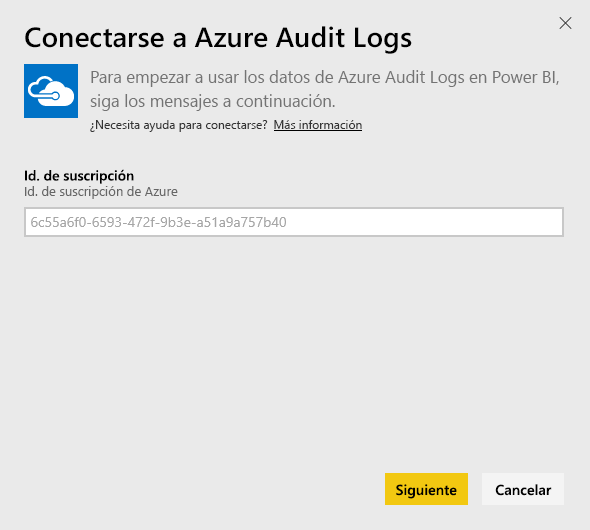 Conectarse a Azure Audit Logs
Para empezar a usar los datos de Azure Audit Logs en Power BI,
siga los mensajes a continuación.
¿Necesita ayuda para conectarse? Más información
Id. de suscripción
Id. de suscripción de Azure
6c55a6f0-6593-472f-9b3e-a51a9a757b40
Siguiente Cancelar